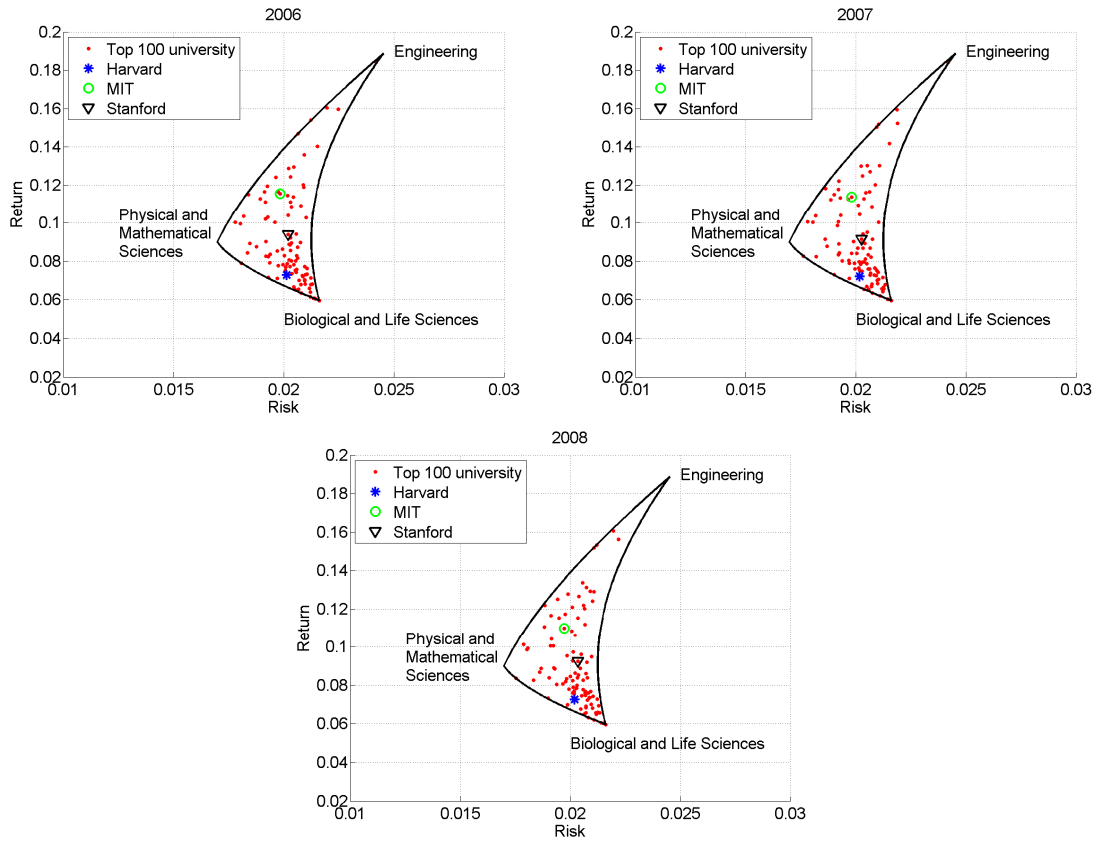 2006
0.2
0.18
0.16
0.14
0.12
0.1
0.08
0.06
0.04
0.02
Return
Top 100 university
Harvard
MIT
Stanford
Engineering
Physical and
Mathematical
Sciences
Biological and Life Sciences
0.01
0.015
0.02
0.025
0.03
Risk
2007
0.2
0.18
0.16
0.14
0.12
0.1
0.08
0.06
0.04
0.02
Return
Top 100 university
Harvard
MIT
Stanford
Engineering
Physical and
Mathematical
Sciences
Biological and Life Sciences
0.01
0.015
0.02
0.025
0.03
Risk
2008
0.2
0.18
0.16
0.14
0.12
0.1
0.08
0.06
0.04
0.02
Return
Top 100 university
Harvard
MIT
Stanford
Engineering
Physical and
Mathematical
Sciences
Biological and Life Sciences
0.01
0.015
0.02
0.025
0.03
Risk